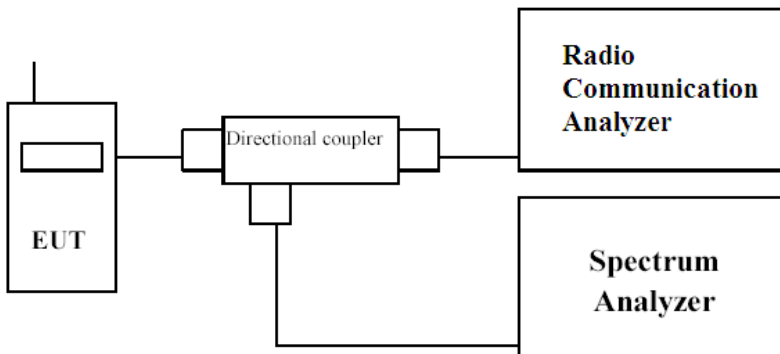 Radio
Communication
Analyzer
Directional coupler
EUT
Spectrum
Analyzer